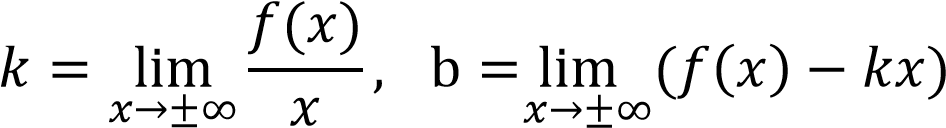 k = lim_{x→±∞} f(x)/x, b = lim_{x→±∞} (f(x) − kx)